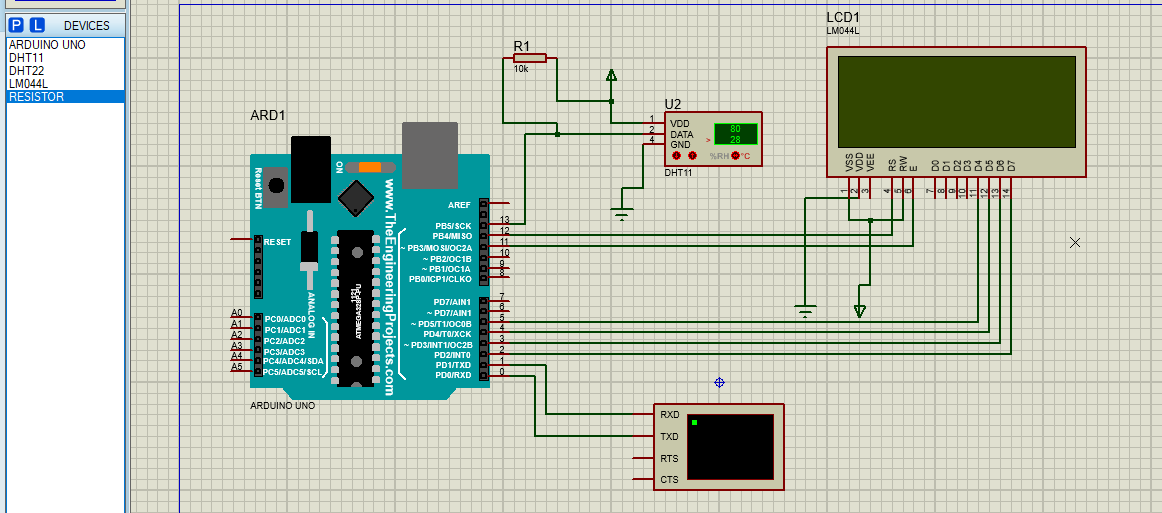 P L DEVICES
ARDUINO UNO
DHT11
DHT22
LM044L
RESISTOR
ARD1
ON
Reset BTN
www.TheEngineeringProjects.com
RESET
ANALOG IN
A0 PC0/ADC0
A1 PC1/ADC1
A2 PC2/ADC2
A3 PC3/ADC3
A4 PC4/ADC4/SDA
A5 PC5/ADC5/SCL
AREF
PB5/SCK 13
PB4/MISO 12
~ PB3/MOSI/OC2A 11
~ PB2/OC1B 10
~ PB1/OC1A 9
PB0/ICP1/CLKO 8
PD7/AIN1 7
~ PD7/AIN1 6
~ PD5/T1/OC0B 5
PD4/T0/XCK 4
~ PD3/INT1/OC2B 3
PD2/INT0 2
PD1/TXD 1
PD0/RXD 0
ARDUINO UNO
R1
10k
U2
1 VDD
2 DATA
4 GND
80
> 28
%RH °C
DHT11
LCD1
LM044L
VSS VDD VEE RS RW E D0 D1 D2 D3 D4 D5 D6 D7
1 2 3 4 5 6 7 8 9 10 11 12 13 14
RXD
TXD
RTS
CTS